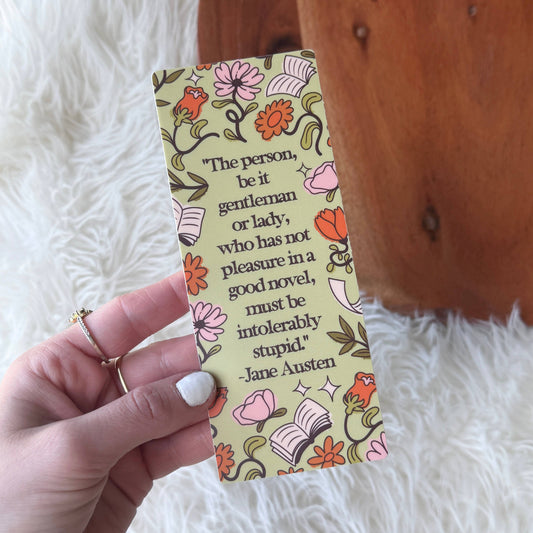 "The person,
be it
gentleman
or lady,
who has not
pleasure in a
good novel,
must be
intolerably
stupid."
-Jane Austen